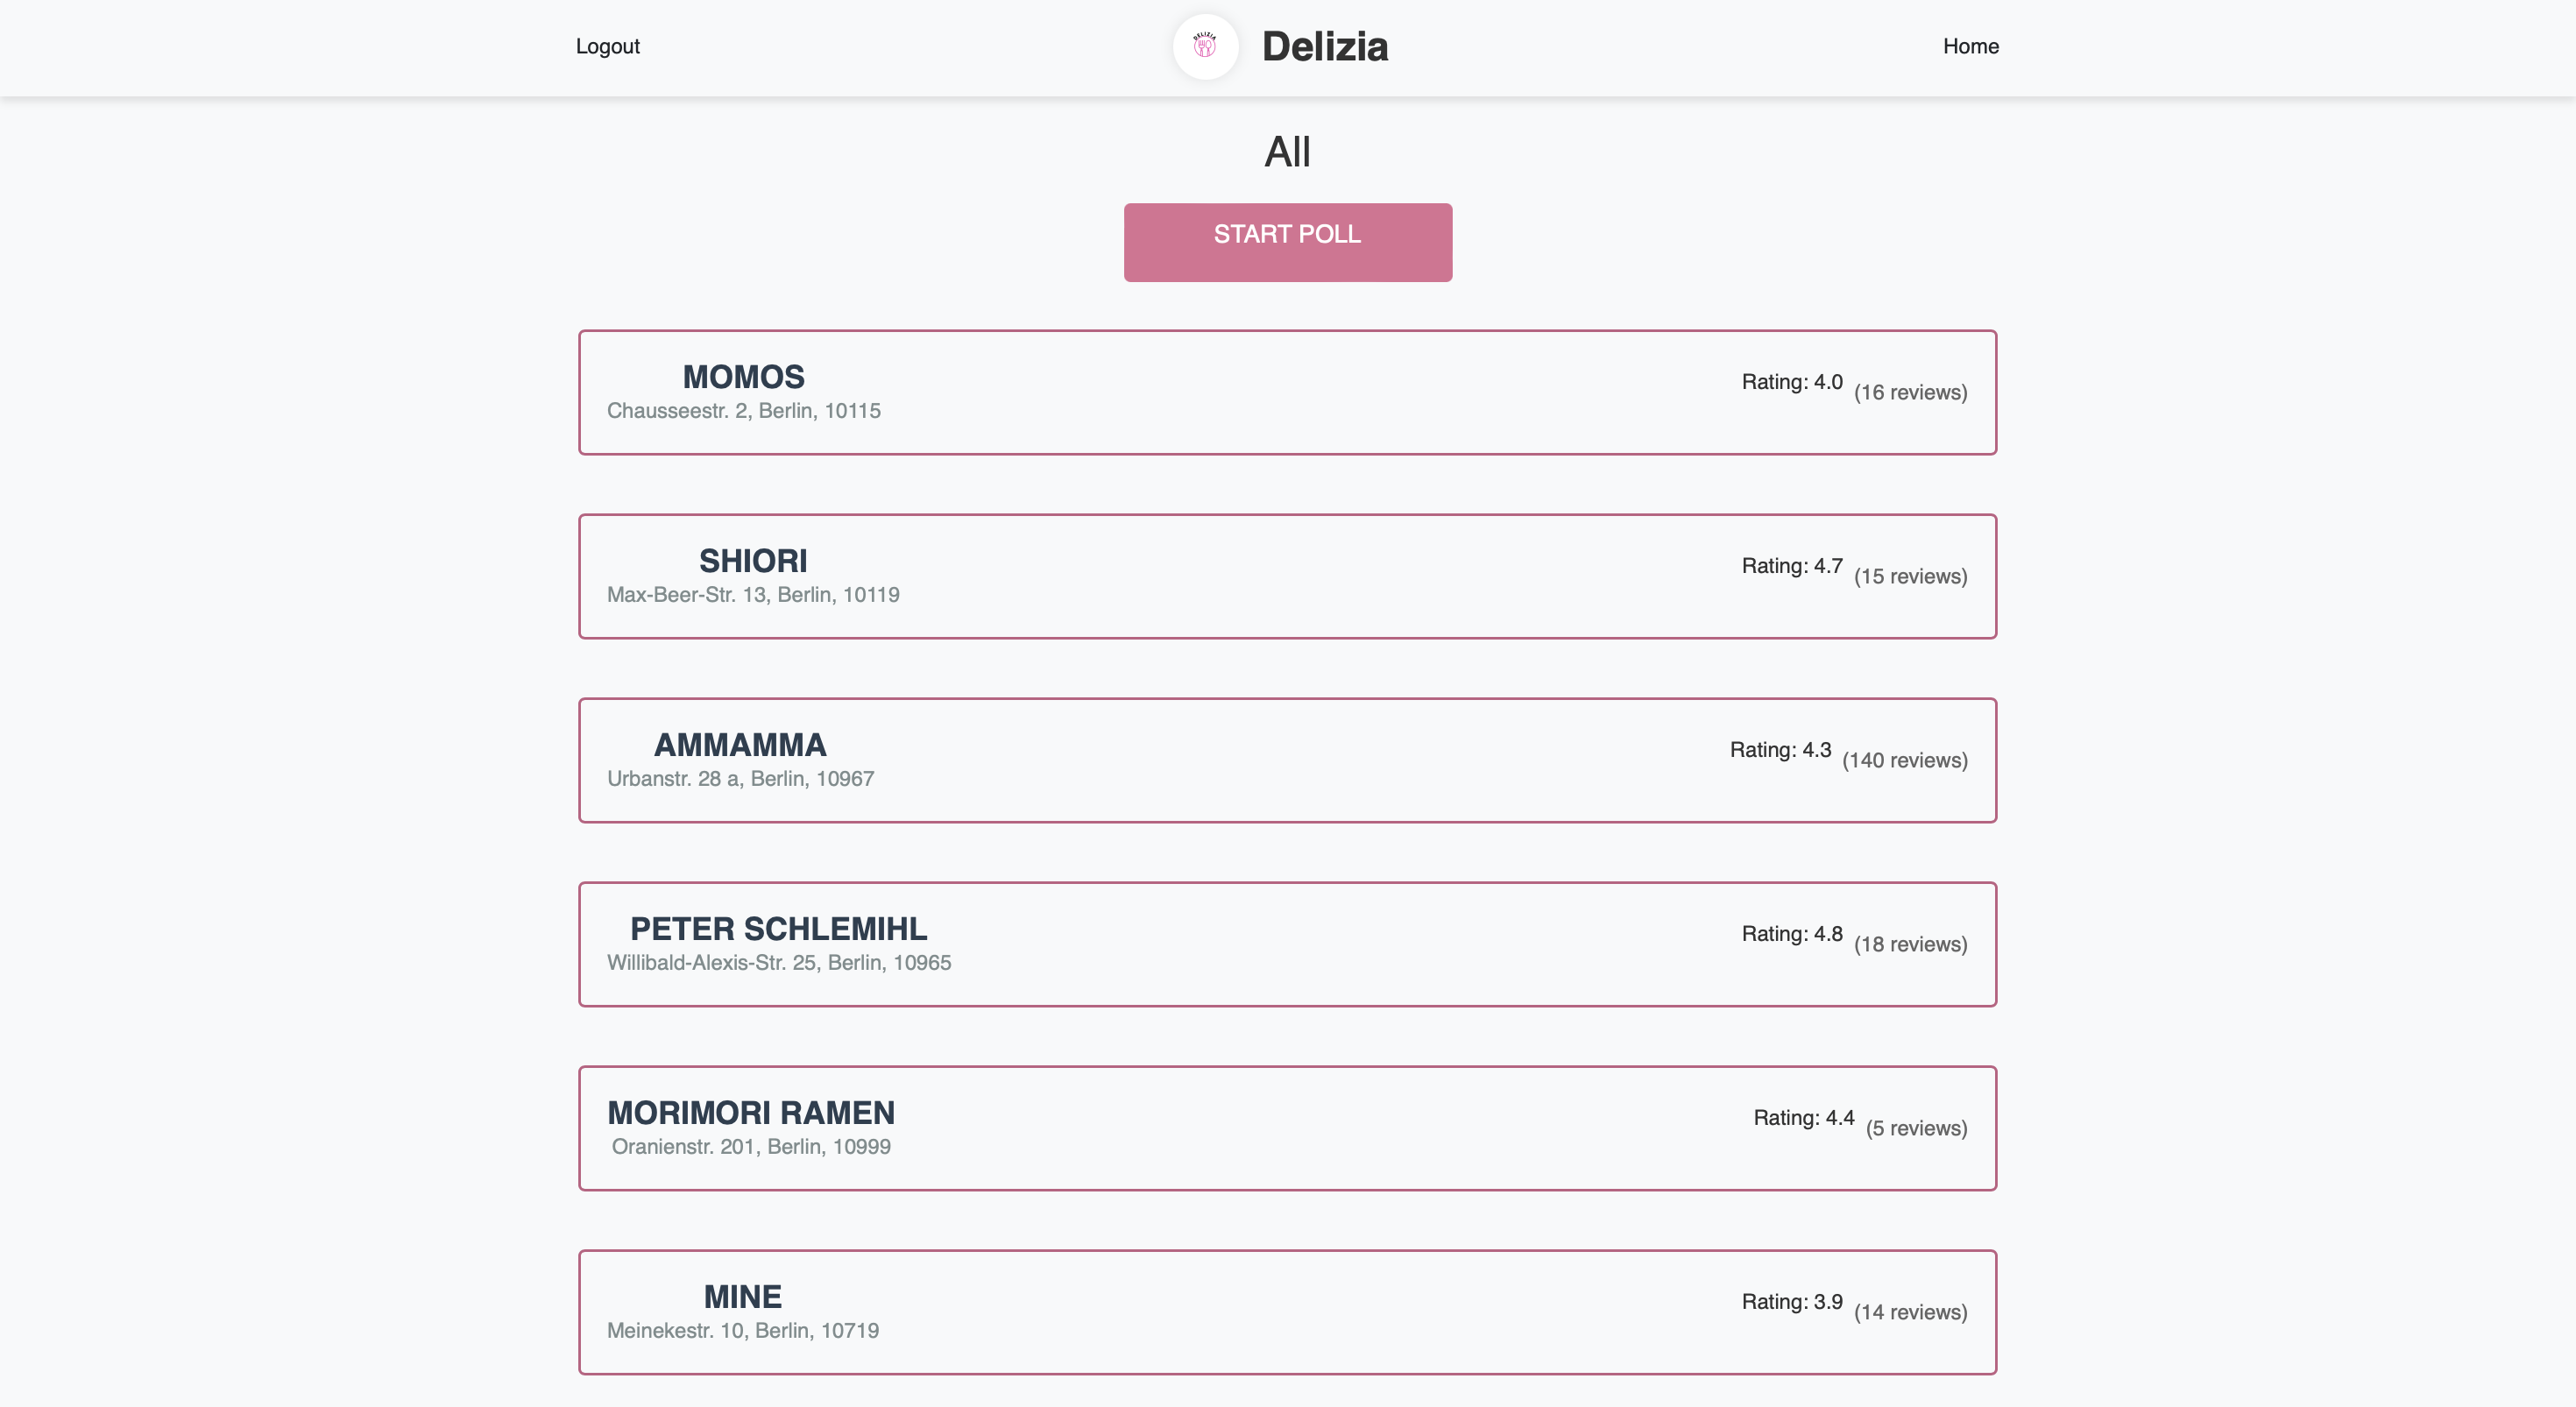 Logout
DELIZIA
Delizia
Home
All
START POLL
MOMOS
Chausseestr. 2, Berlin, 10115
Rating: 4.0 (16 reviews)
SHIORI
Max-Beer-Str. 13, Berlin, 10119
Rating: 4.7 (15 reviews)
AMMAMMA
Urbanstr. 28 a, Berlin, 10967
Rating: 4.3 (140 reviews)
PETER SCHLEMIHL
Willibald-Alexis-Str. 25, Berlin, 10965
Rating: 4.8 (18 reviews)
MORIMORI RAMEN
Oranienstr. 201, Berlin, 10999
Rating: 4.4 (5 reviews)
MINE
Meinekestr. 10, Berlin, 10719
Rating: 3.9 (14 reviews)